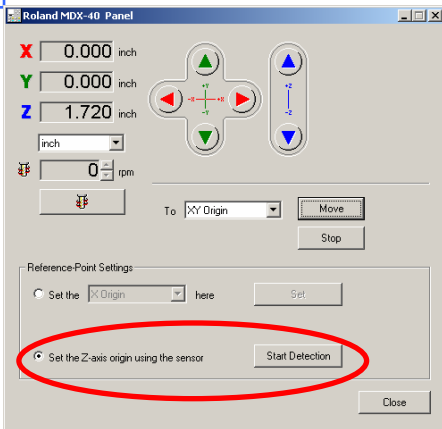 Roland MDX-40 Panel
X 0.000 inch
Y 0.000 inch
Z 1.720 inch
inch
0 rpm
+Y
-X +X
-Y
+Z
-Z
To XY Origin Move
Stop
Reference-Point Settings
Set the X Origin here Set
Set the Z-axis origin using the sensor Start Detection
Close